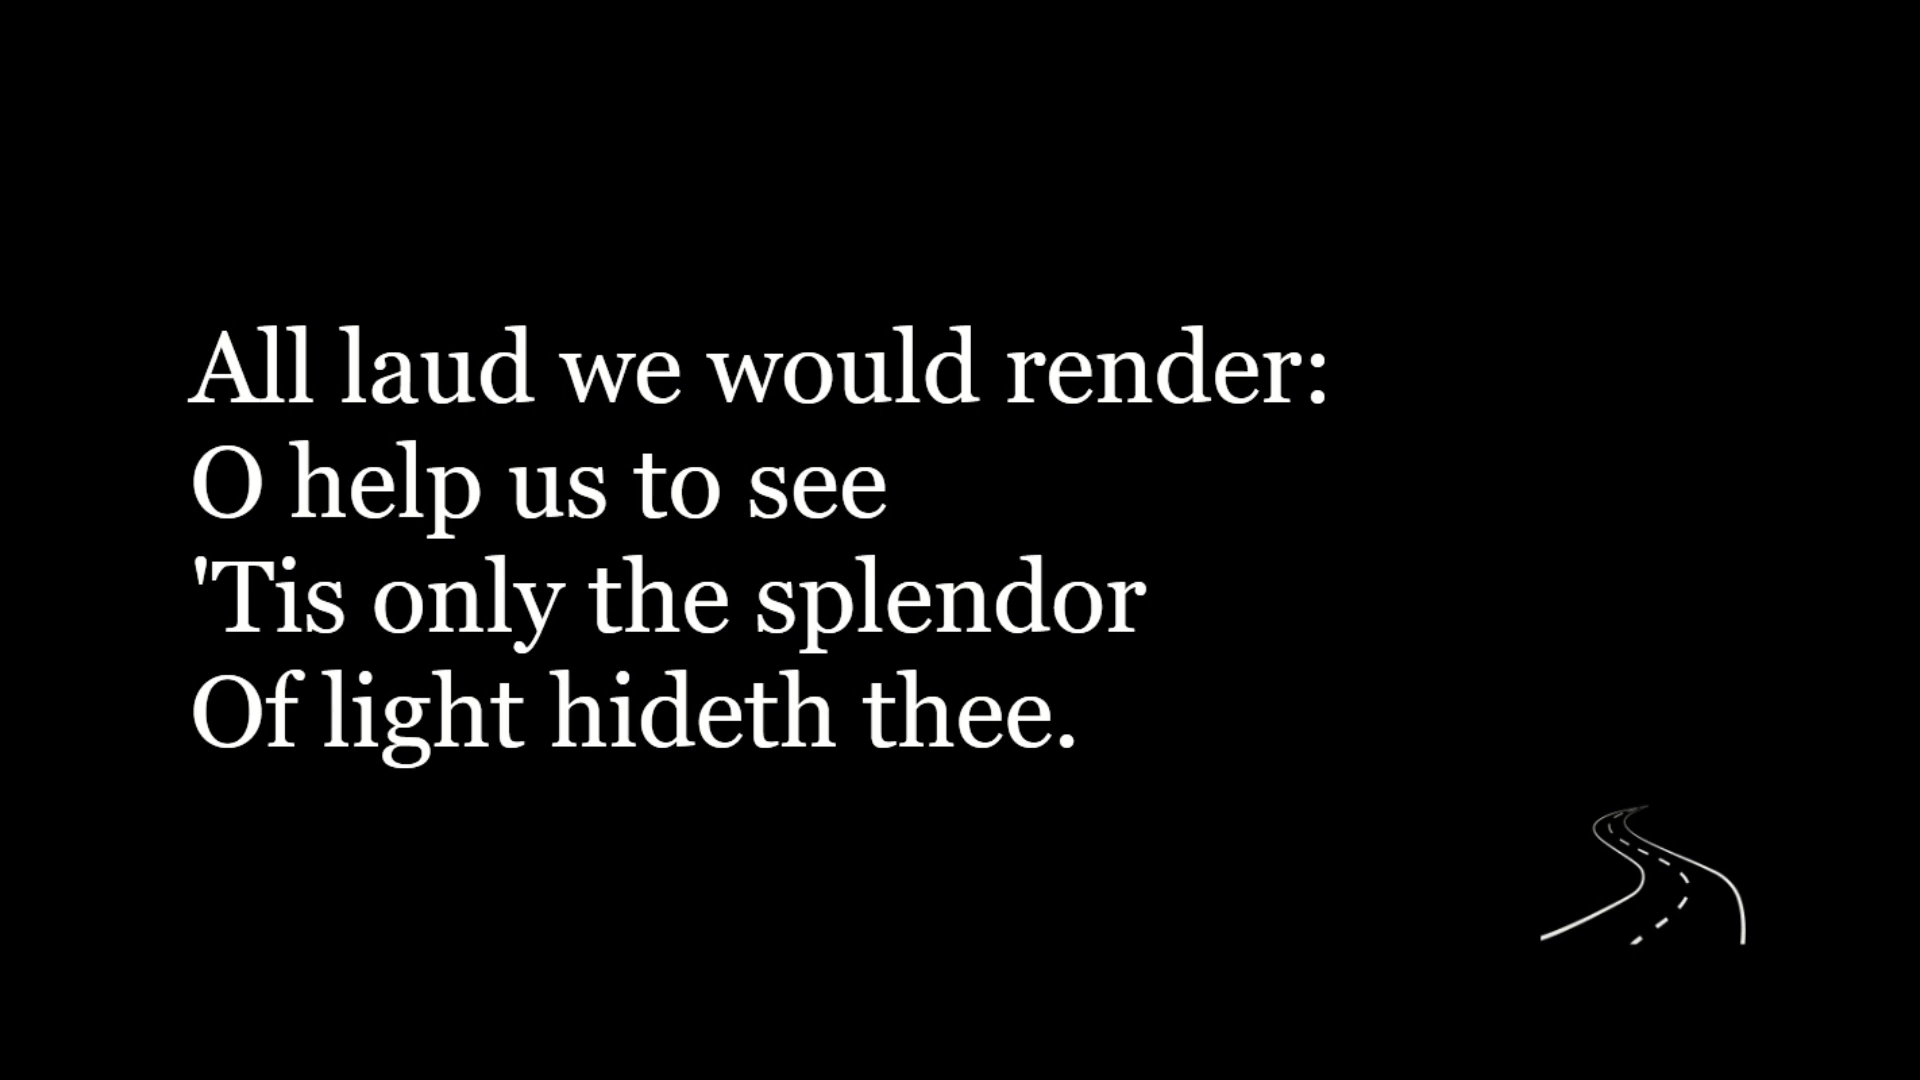 All laud we would render:
O help us to see
'Tis only the splendor
Of light hideth thee.